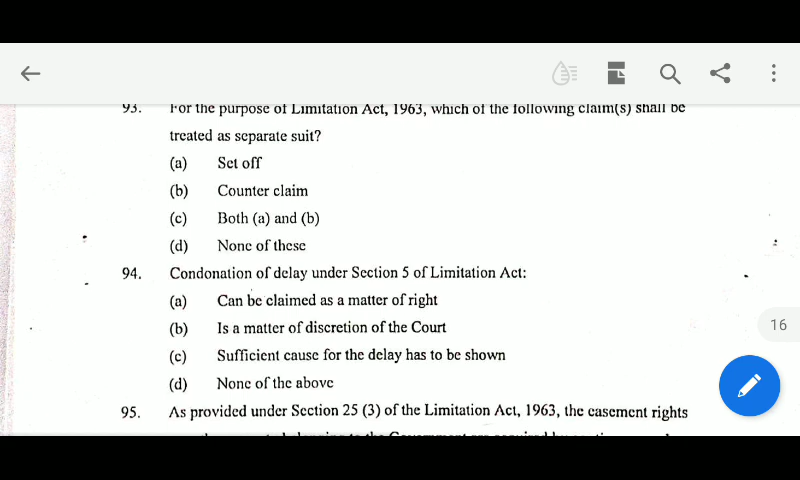 93. For the purpose of Limitation Act, 1963, which of the following claim(s) shall be
treated as separate suit?
(a) Set off
(b) Counter claim
(c) Both (a) and (b)
(d) None of these
94. Condonation of delay under Section 5 of Limitation Act:
(a) Can be claimed as a matter of right
(b) Is a matter of discretion of the Court
(c) Sufficient cause for the delay has to be shown
16
(d) None of the above
95. As provided under Section 25 (3) of the Limitation Act, 1963, the easement rights